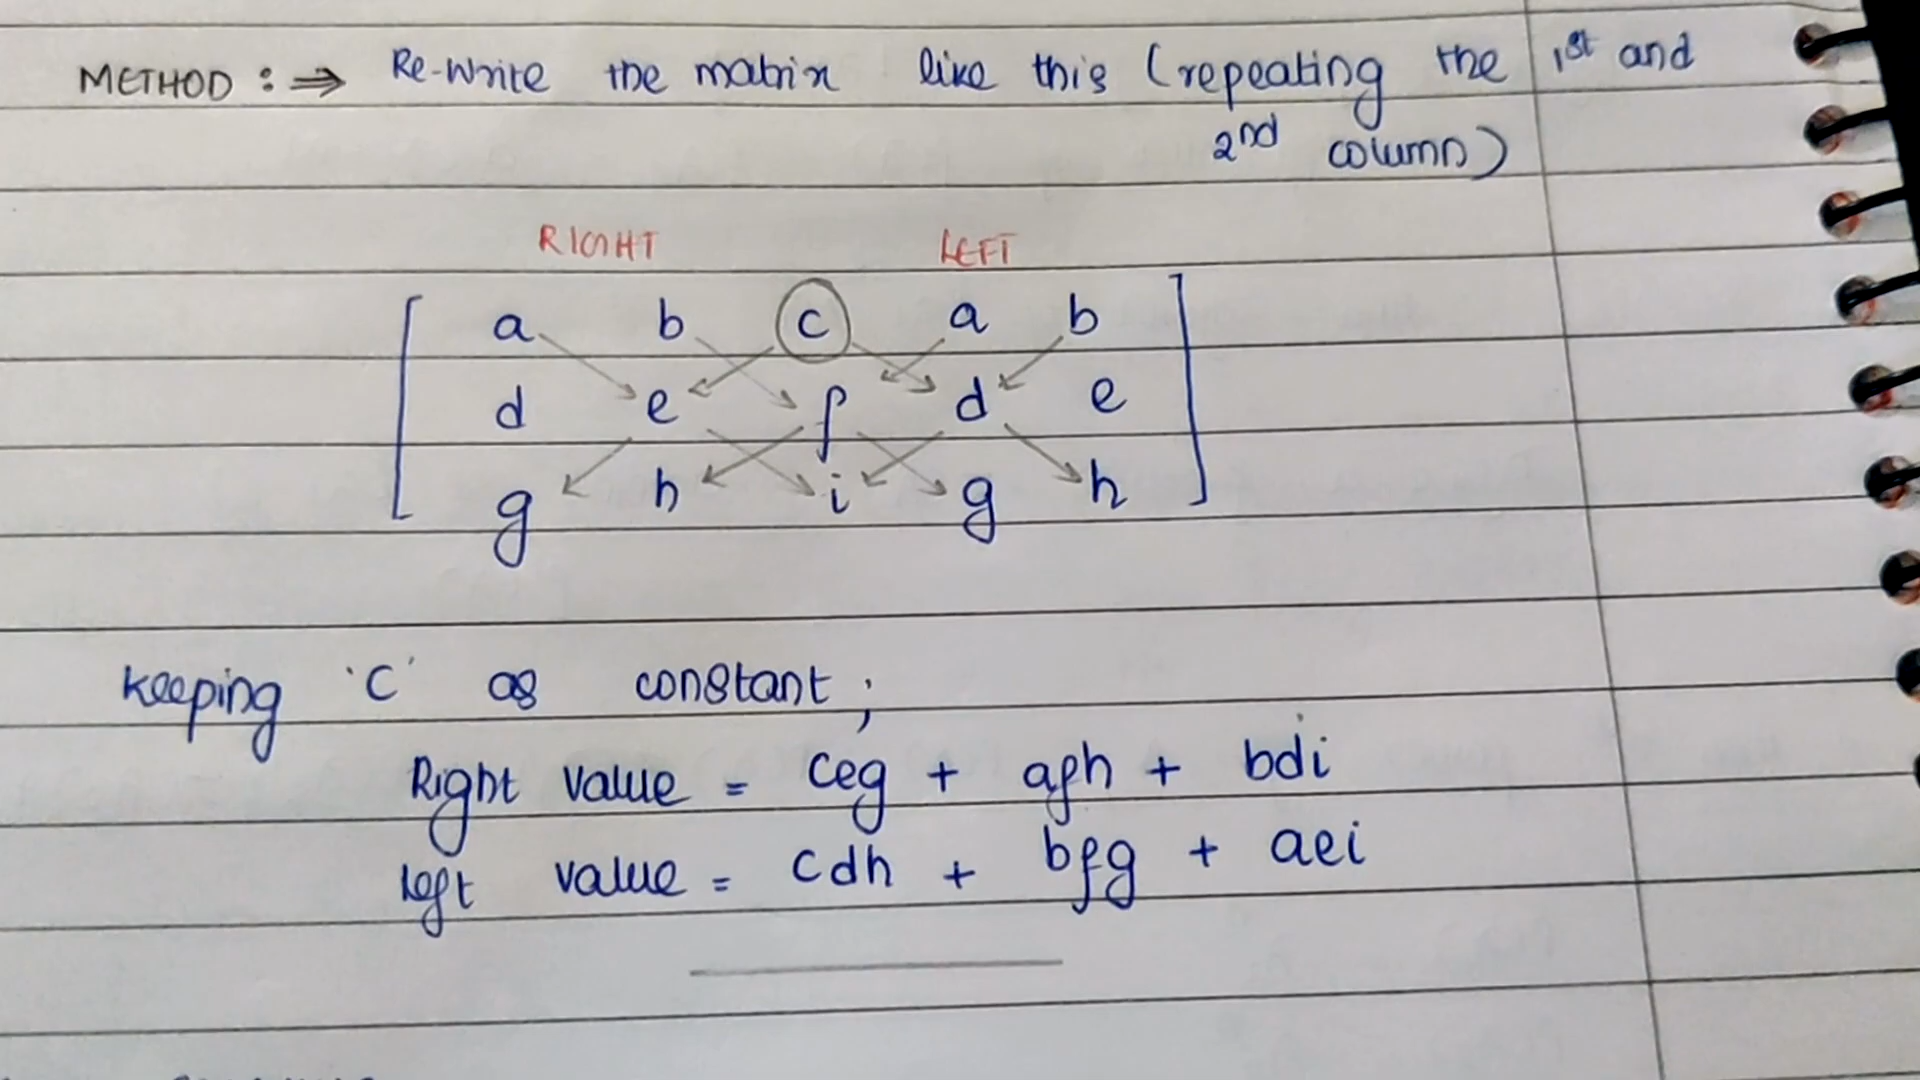 METHOD : ⇒ Re-write the matrix like this (repeating the 1st and
2nd column)
RIGHT LEFT
a b c a b
d e f d e
g h i g h
Keeping 'C' as constant ;
Right value = ceg + afh + bdi
left value = cdh + bfg + aei